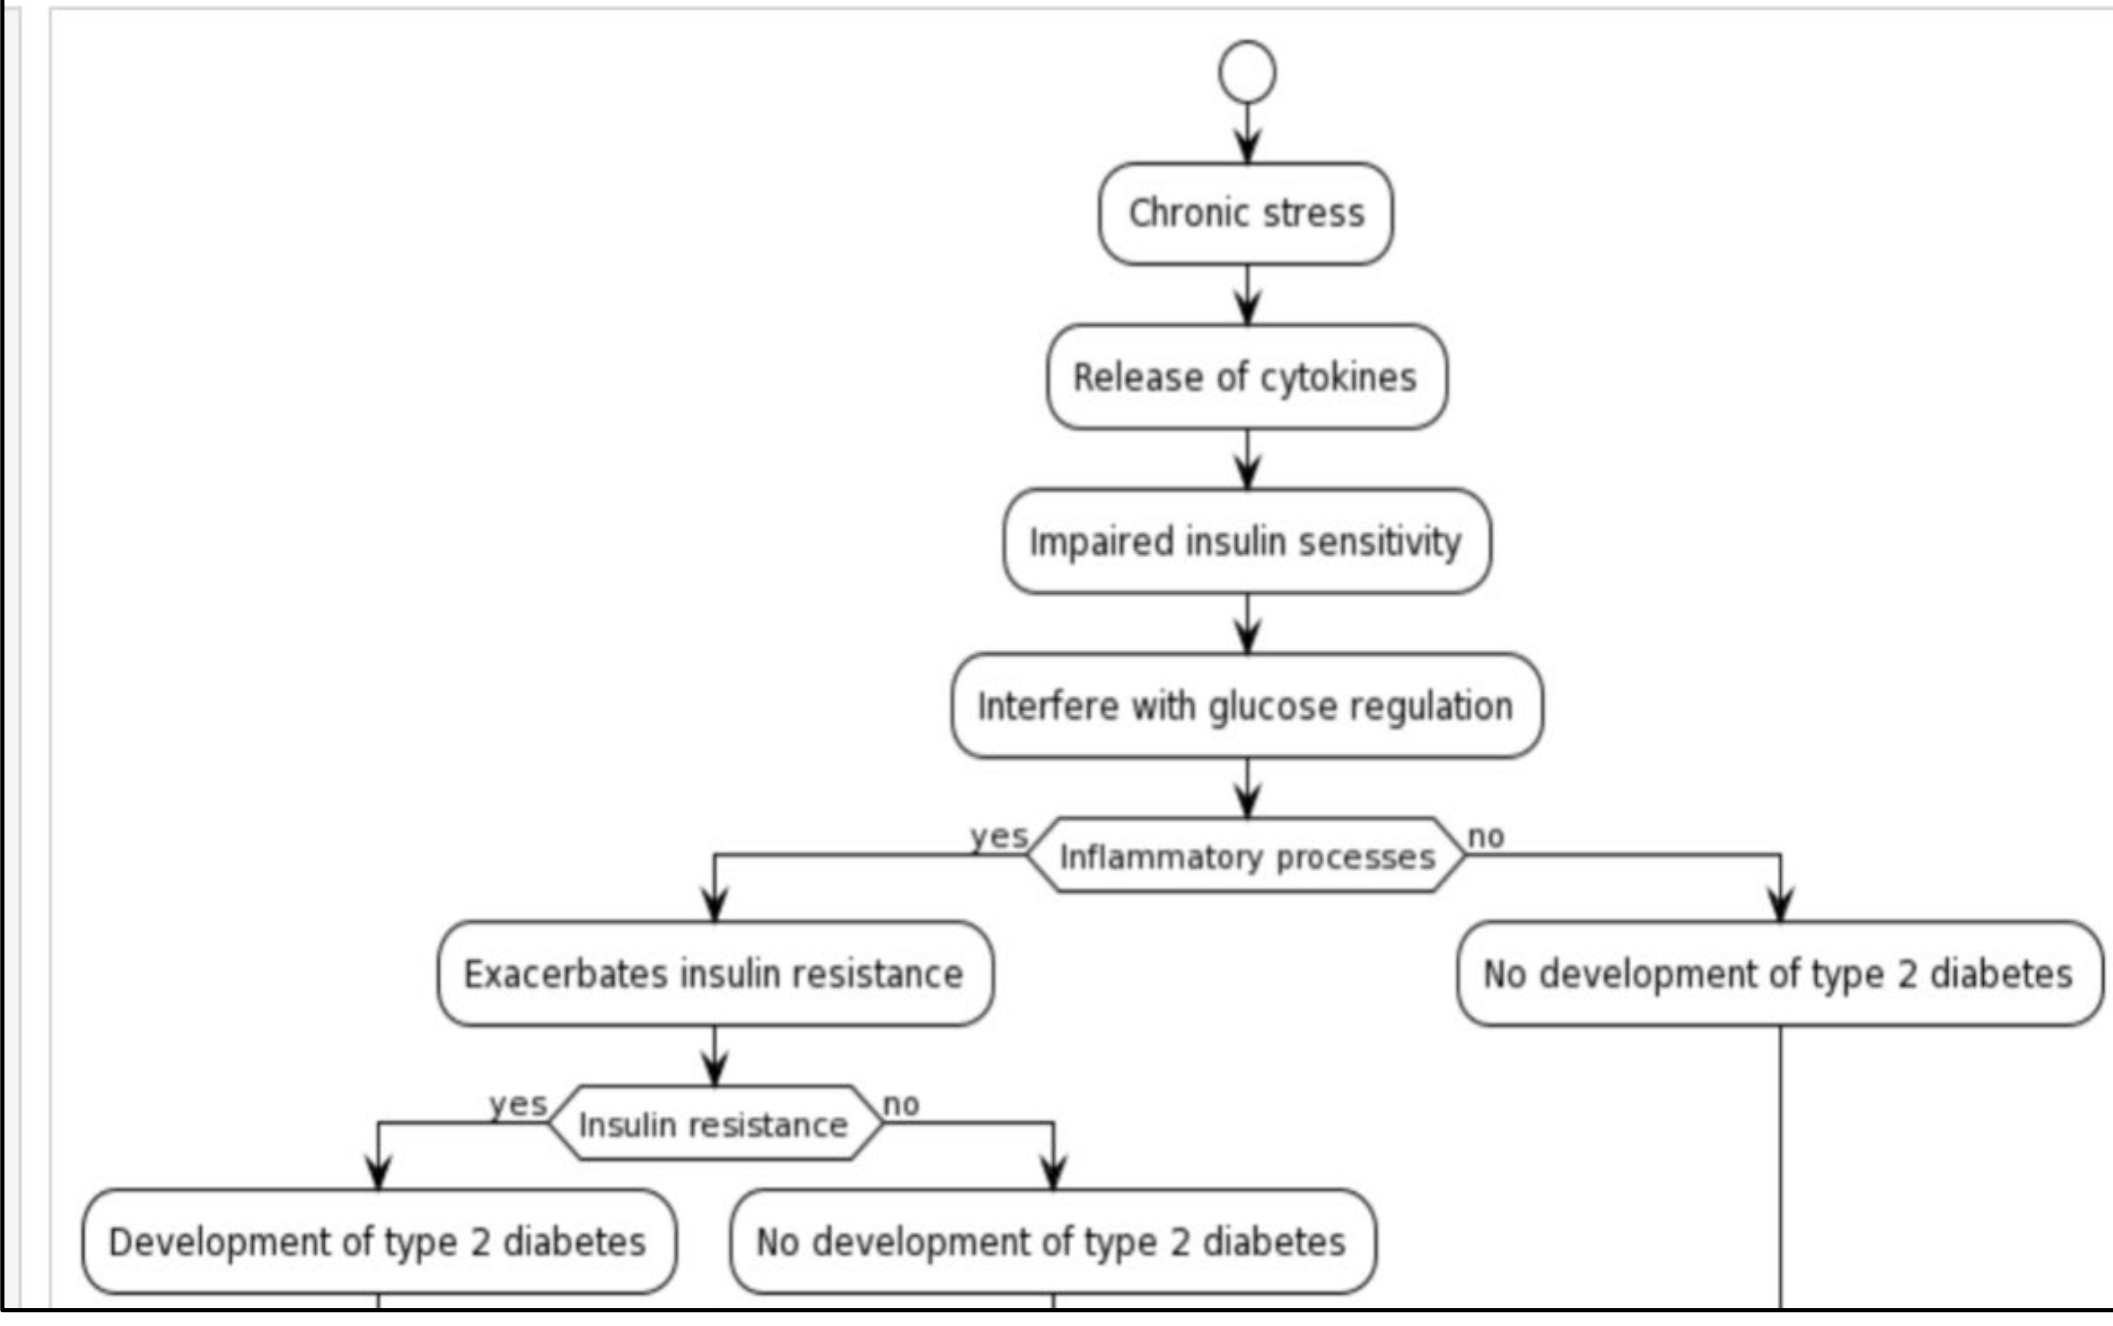 Chronic stress
Release of cytokines
Impaired insulin sensitivity
Interfere with glucose regulation
yes
Inflammatory processes
no
Exacerbates insulin resistance
No development of type 2 diabetes
yes
Insulin resistance
no
Development of type 2 diabetes
No development of type 2 diabetes